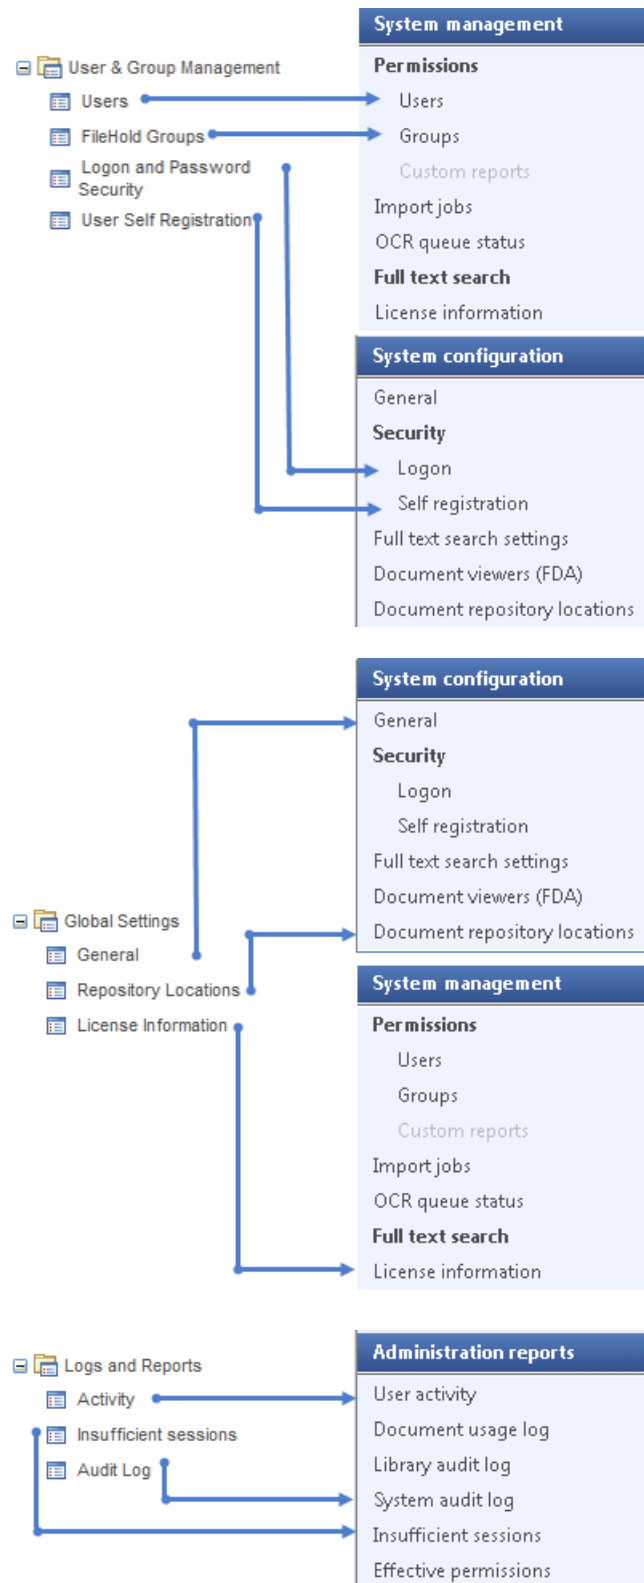 User & Group Management
Users
FileHold Groups
Logon and Password
Security
User Self Registration
System management
Permissions
Users
Groups
Custom reports
Import jobs
OCR queue status
Full text search
License information
System configuration
General
Security
Logon
Self registration
Full text search settings
Document viewers (FDA)
Document repository locations
Global Settings
General
Repository Locations
License Information
System configuration
General
Security
Logon
Self registration
Full text search settings
Document viewers (FDA)
Document repository locations
System management
Permissions
Users
Groups
Custom reports
Import jobs
OCR queue status
Full text search
License information
Logs and Reports
Activity
Insufficient sessions
Audit Log
Administration reports
User activity
Document usage log
Library audit log
System audit log
Insufficient sessions
Effective permissions